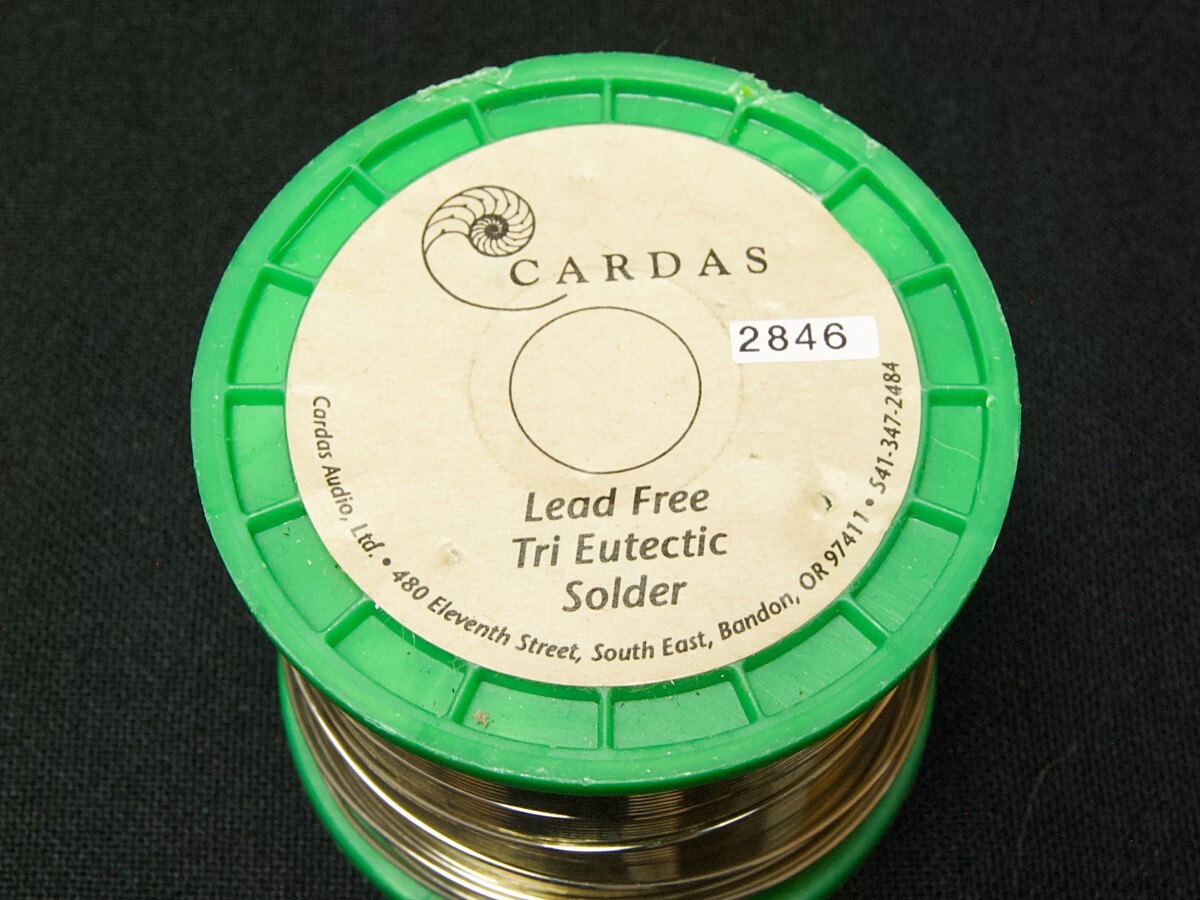 CARDAS
2846
Lead Free
Tri Eutectic
Solder
Cardas Audio, Ltd. • 480 Eleventh Street, South East, Bandon, OR 97411 • 541-347-2484